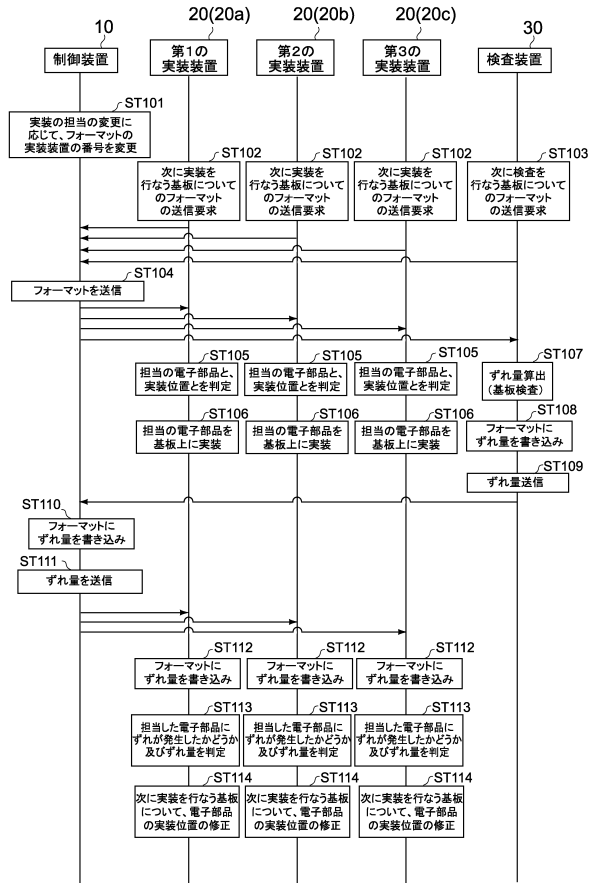 10
20(20a)
20(20b)
20(20c)
30
制御装置
第1の
実装装置
第2の
実装装置
第3の
実装装置
検査装置
ST101
実装の担当の変更に
応じて、フォーマットの
実装装置の番号を変更
ST102
次に実装を
行なう基板について
のフォーマット
の送信要求
ST102
次に実装を
行なう基板について
のフォーマット
の送信要求
ST102
次に実装を
行なう基板について
のフォーマット
の送信要求
ST103
次に検査を
行なう基板について
のフォーマット
の送信要求
ST104
フォーマットを送信
ST105
担当の電子部品と、
実装位置とを判定
ST105
担当の電子部品と、
実装位置とを判定
ST105
担当の電子部品と、
実装位置とを判定
ST107
ずれ量算出
(基板検査)
ST106
担当の電子部品を
基板上に実装
ST106
担当の電子部品を
基板上に実装
ST106
担当の電子部品を
基板上に実装
ST108
フォーマットに
ずれ量を書き込み
ST109
ずれ量送信
ST110
フォーマットに
ずれ量を書き込み
ST111
ずれ量を送信
ST112
フォーマットに
ずれ量を書き込み
ST112
フォーマットに
ずれ量を書き込み
ST112
フォーマットに
ずれ量を書き込み
ST113
担当した電子部品に
ずれが発生したかどうか
及びずれ量を判定
ST113
担当した電子部品に
ずれが発生したかどうか
及びずれ量を判定
ST113
担当した電子部品に
ずれが発生したかどうか
及びずれ量を判定
ST114
次に実装を行なう基板
について、電子部品
の実装位置の修正
ST114
次に実装を行なう基板
について、電子部品
の実装位置の修正
ST114
次に実装を行なう基板
について、電子部品
の実装位置の修正